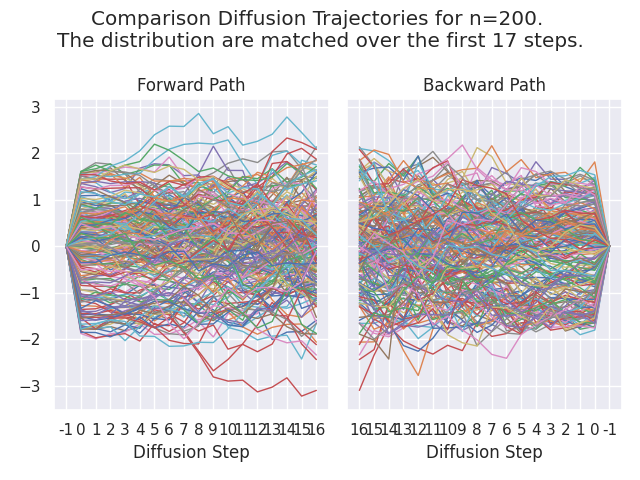 Comparison Diffusion Trajectories for n=200.
The distribution are matched over the first 17 steps.
Forward Path
Backward Path
3
2
1
0
−1
−2
−3
-1 0 1 2 3 4 5 6 7 8 9 10 11 12 13 14 15 16
16 15 14 13 12 11 10 9 8 7 6 5 4 3 2 1 0 -1
Diffusion Step
Diffusion Step